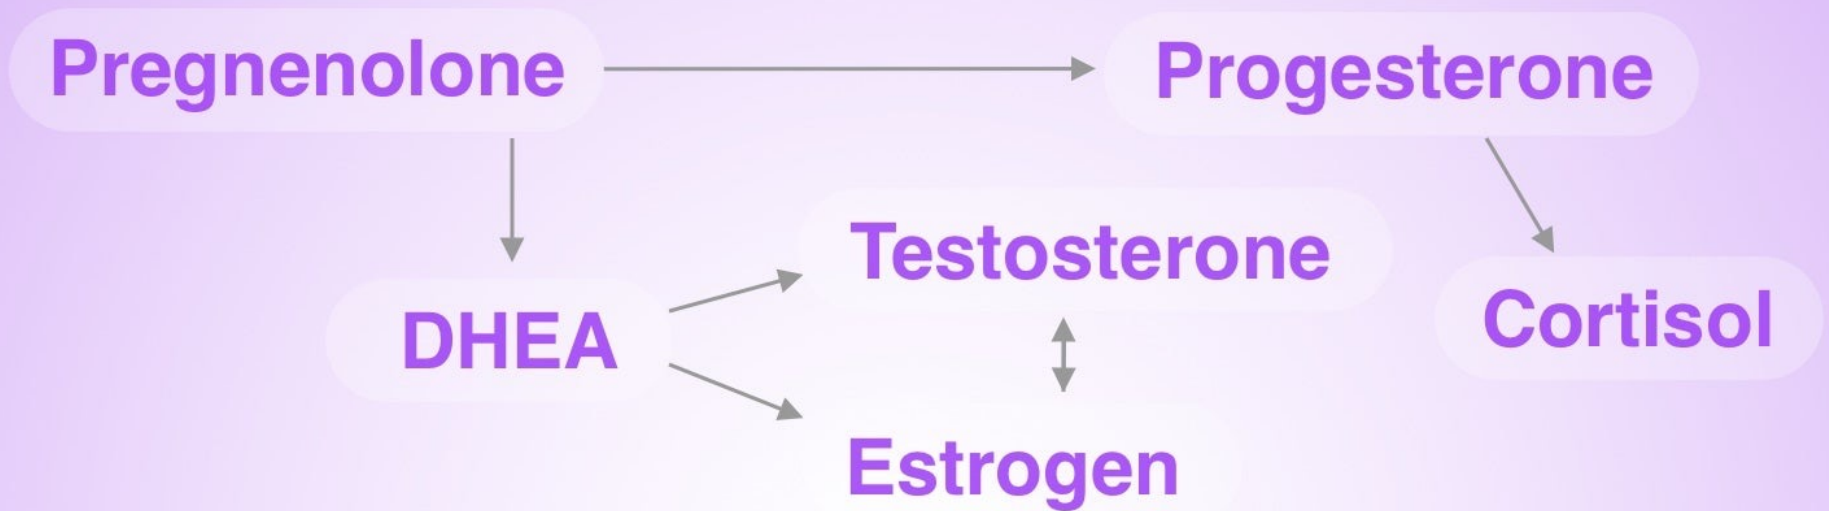 Pregnenolone
Progesterone
Testosterone
DHEA
Cortisol
Estrogen